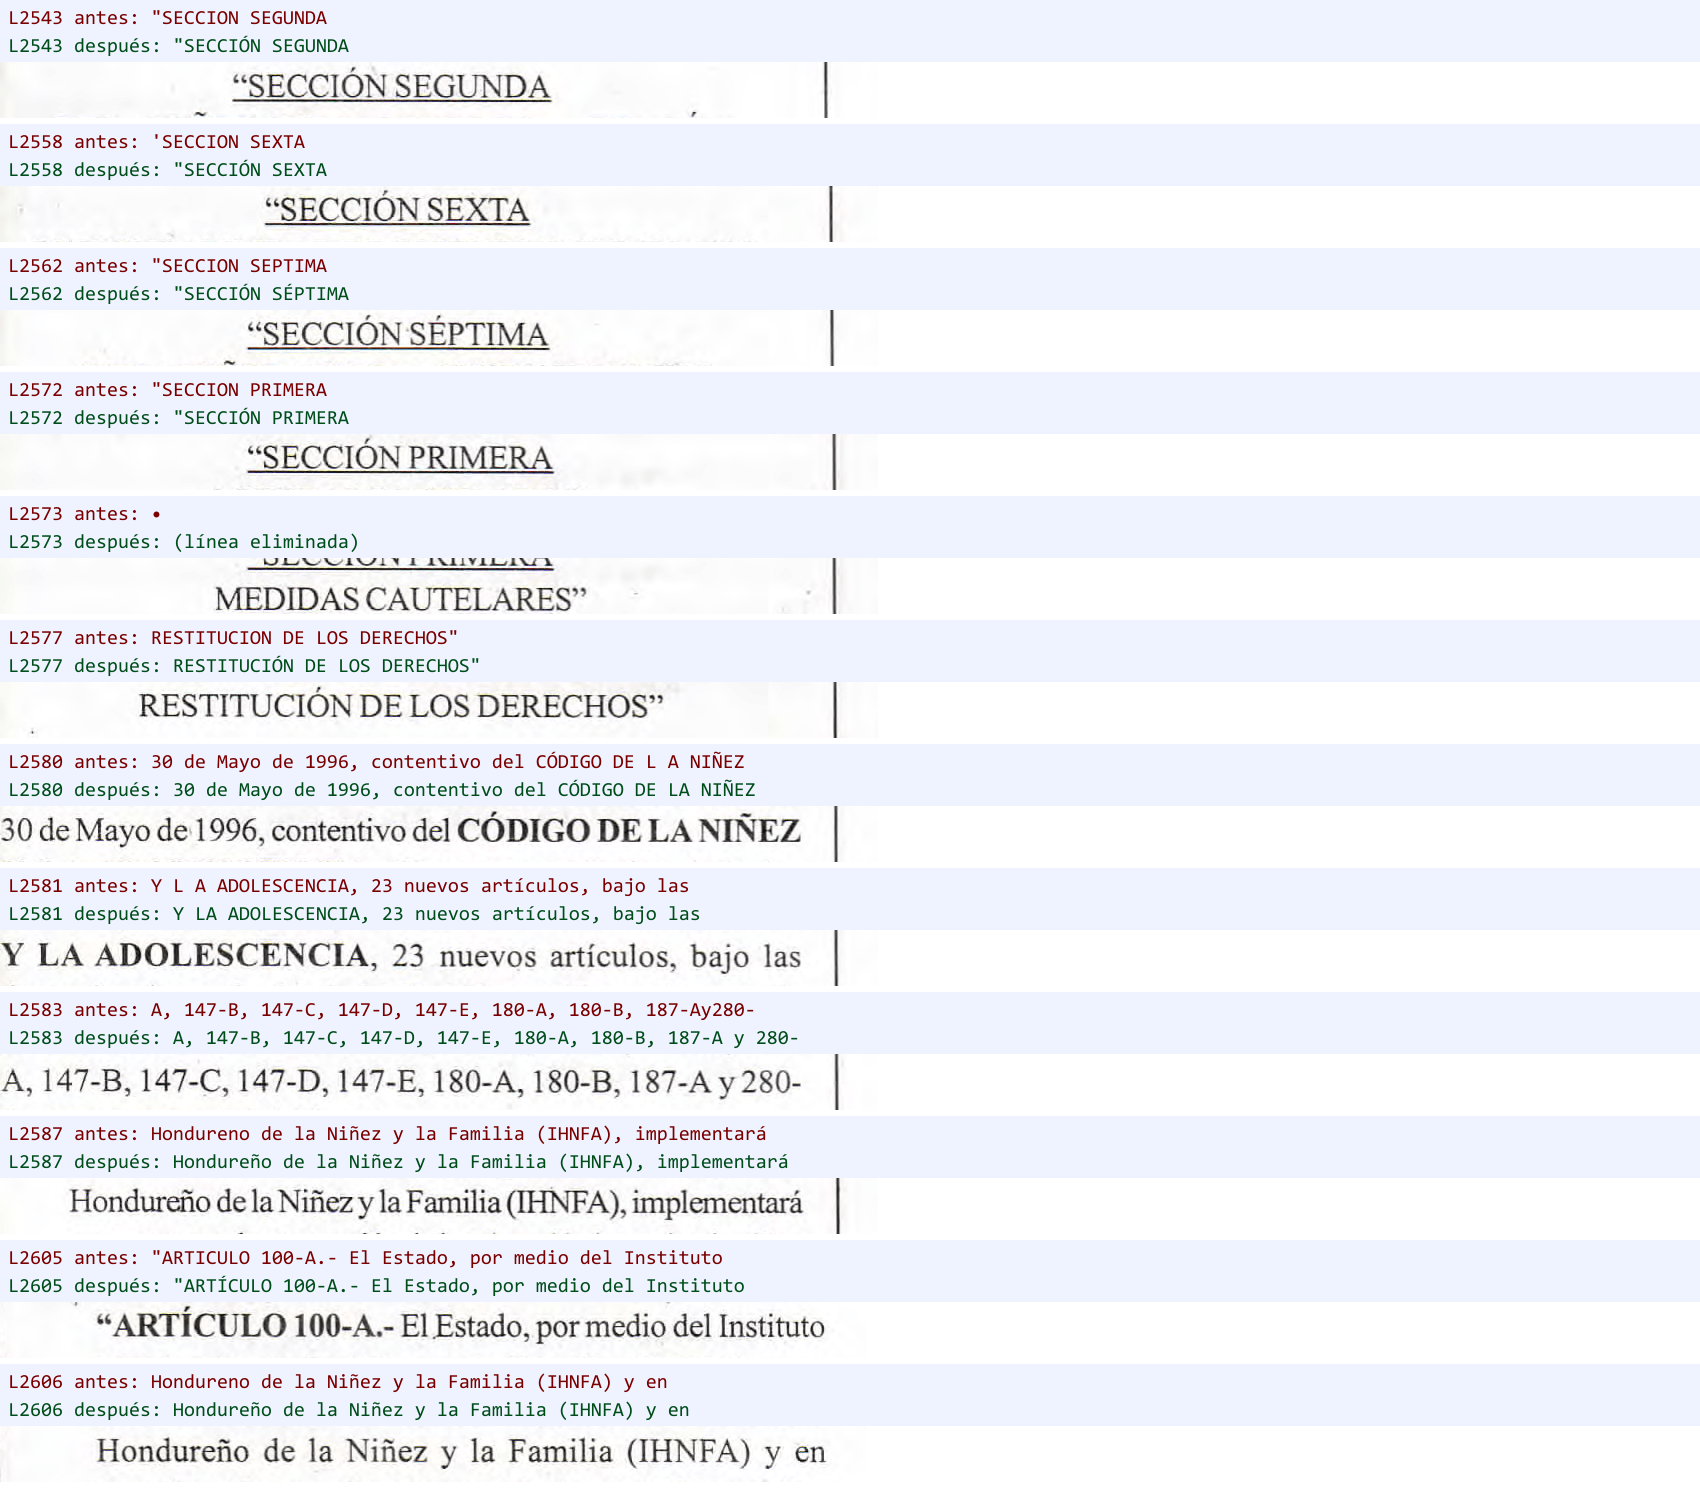 L2543 antes: "SECCION SEGUNDA
L2543 después: "SECCIÓN SEGUNDA
“SECCIÓN SEGUNDA
L2558 antes: 'SECCION SEXTA
L2558 después: "SECCIÓN SEXTA
“SECCIÓN SEXTA
L2562 antes: "SECCION SEPTIMA
L2562 después: "SECCIÓN SÉPTIMA
“SECCIÓN SÉPTIMA
L2572 antes: "SECCION PRIMERA
L2572 después: "SECCIÓN PRIMERA
“SECCIÓN PRIMERA
L2573 antes: •
L2573 después: (línea eliminada)
“SECCIÓN PRIMERA
MEDIDAS CAUTELARES”
L2577 antes: RESTITUCION DE LOS DERECHOS"
L2577 después: RESTITUCIÓN DE LOS DERECHOS"
RESTITUCIÓN DE LOS DERECHOS”
L2580 antes: 30 de Mayo de 1996, contentivo del CÓDIGO DE L A NIÑEZ
L2580 después: 30 de Mayo de 1996, contentivo del CÓDIGO DE LA NIÑEZ
30 de Mayo de 1996, contentivo del CÓDIGO DE LA NIÑEZ
L2581 antes: Y L A ADOLESCENCIA, 23 nuevos artículos, bajo las
L2581 después: Y LA ADOLESCENCIA, 23 nuevos artículos, bajo las
Y LA ADOLESCENCIA, 23 nuevos artículos, bajo las
L2583 antes: A, 147-B, 147-C, 147-D, 147-E, 180-A, 180-B, 187-Ay280-
L2583 después: A, 147-B, 147-C, 147-D, 147-E, 180-A, 180-B, 187-A y 280-
A, 147-B, 147-C, 147-D, 147-E, 180-A, 180-B, 187-A y 280-
L2587 antes: Hondureno de la Niñez y la Familia (IHNFA), implementará
L2587 después: Hondureño de la Niñez y la Familia (IHNFA), implementará
Hondureño de la Niñez y la Familia (IHNFA), implementará
L2605 antes: "ARTICULO 100-A.- El Estado, por medio del Instituto
L2605 después: "ARTÍCULO 100-A.- El Estado, por medio del Instituto
“ARTÍCULO 100-A.- El Estado, por medio del Instituto
L2606 antes: Hondureno de la Niñez y la Familia (IHNFA) y en
L2606 después: Hondureño de la Niñez y la Familia (IHNFA) y en
Hondureño de la Niñez y la Familia (IHNFA) y en